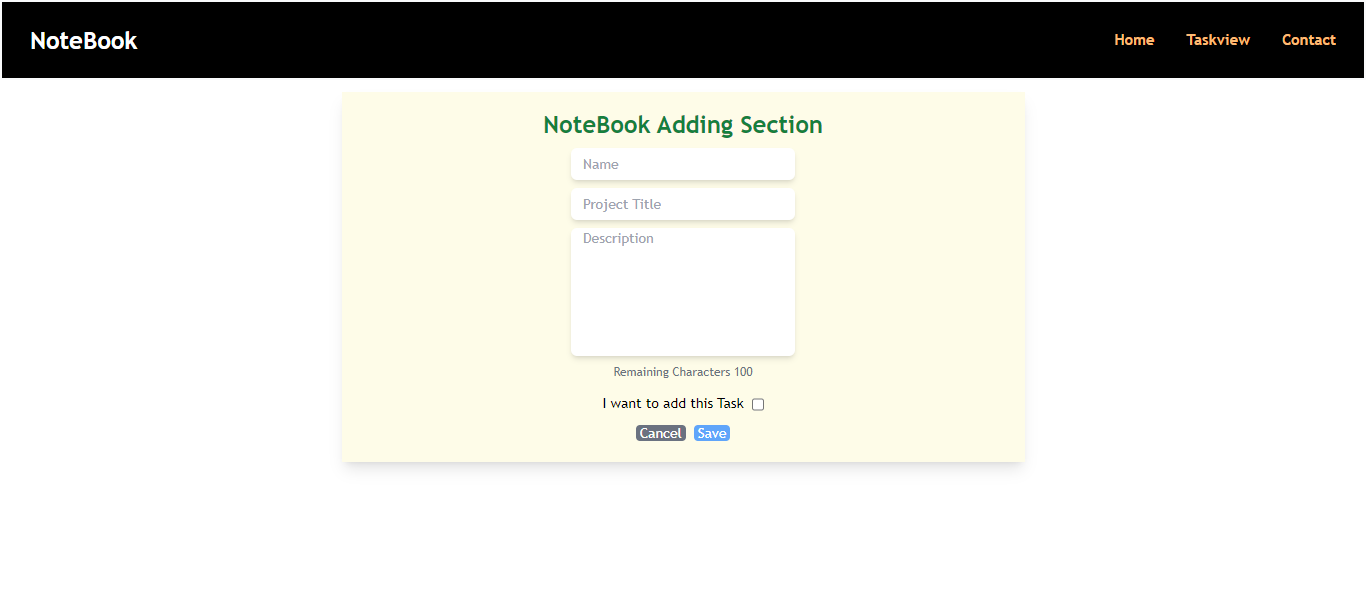 NoteBook
Home Taskview Contact
NoteBook Adding Section
Name
Project Title
Description
Remaining Characters 100
I want to add this Task
Cancel Save